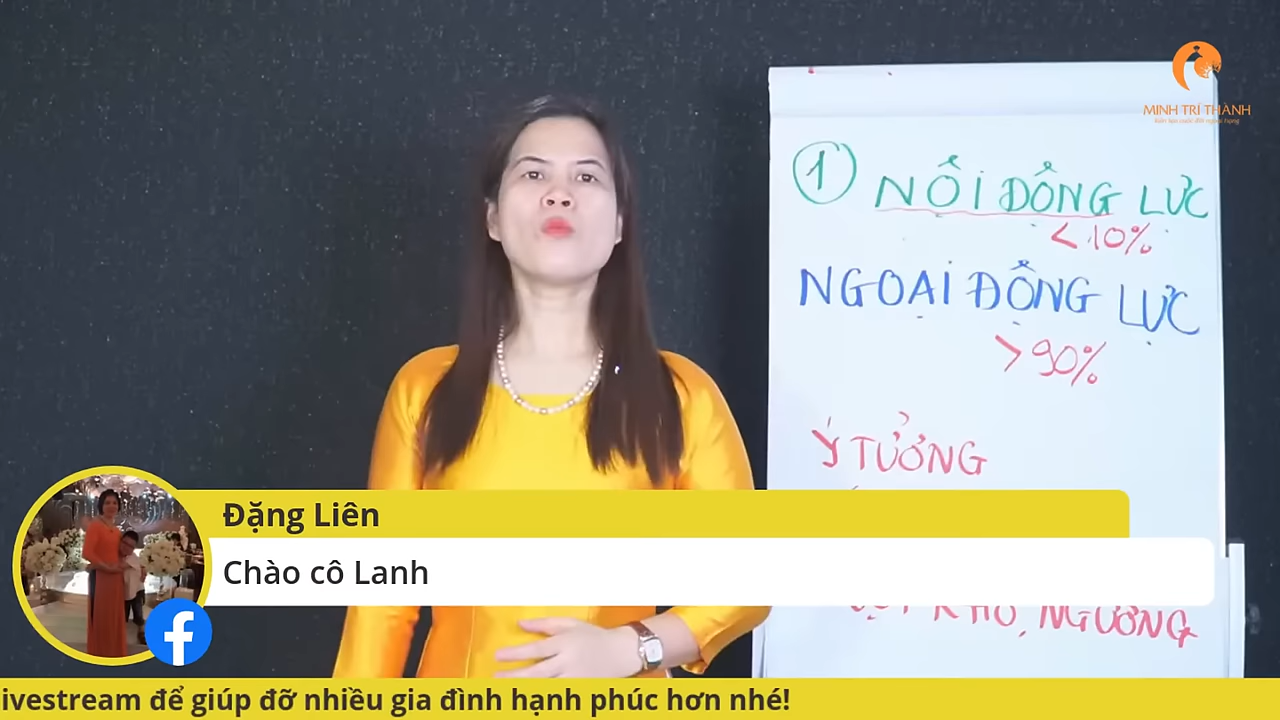 MINH TRÍ THÀNH
1 NỘI ĐỘNG LỰC
< 10%
NGOẠI ĐỘNG LỰC
> 90%
Ý TƯỞNG
KHÓ, NGƯỜNG
Đặng Liên
Chào cô Lanh
ivestream để giúp đỡ nhiều gia đình hạnh phúc hơn nhé!